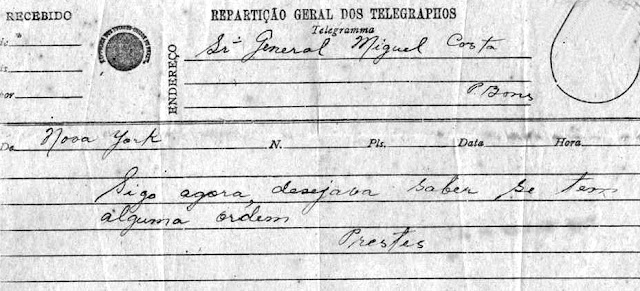 RECEBIDO
REPARTIÇÃO GERAL DOS TELEGRAPHOS
Telegramma
ENDEREÇO
Sr. General Miguel Costa
P. Bons
De Nova York N. Pls. Data Hora
Sigo agora, desejava saber se tem
alguma ordem
Prestes